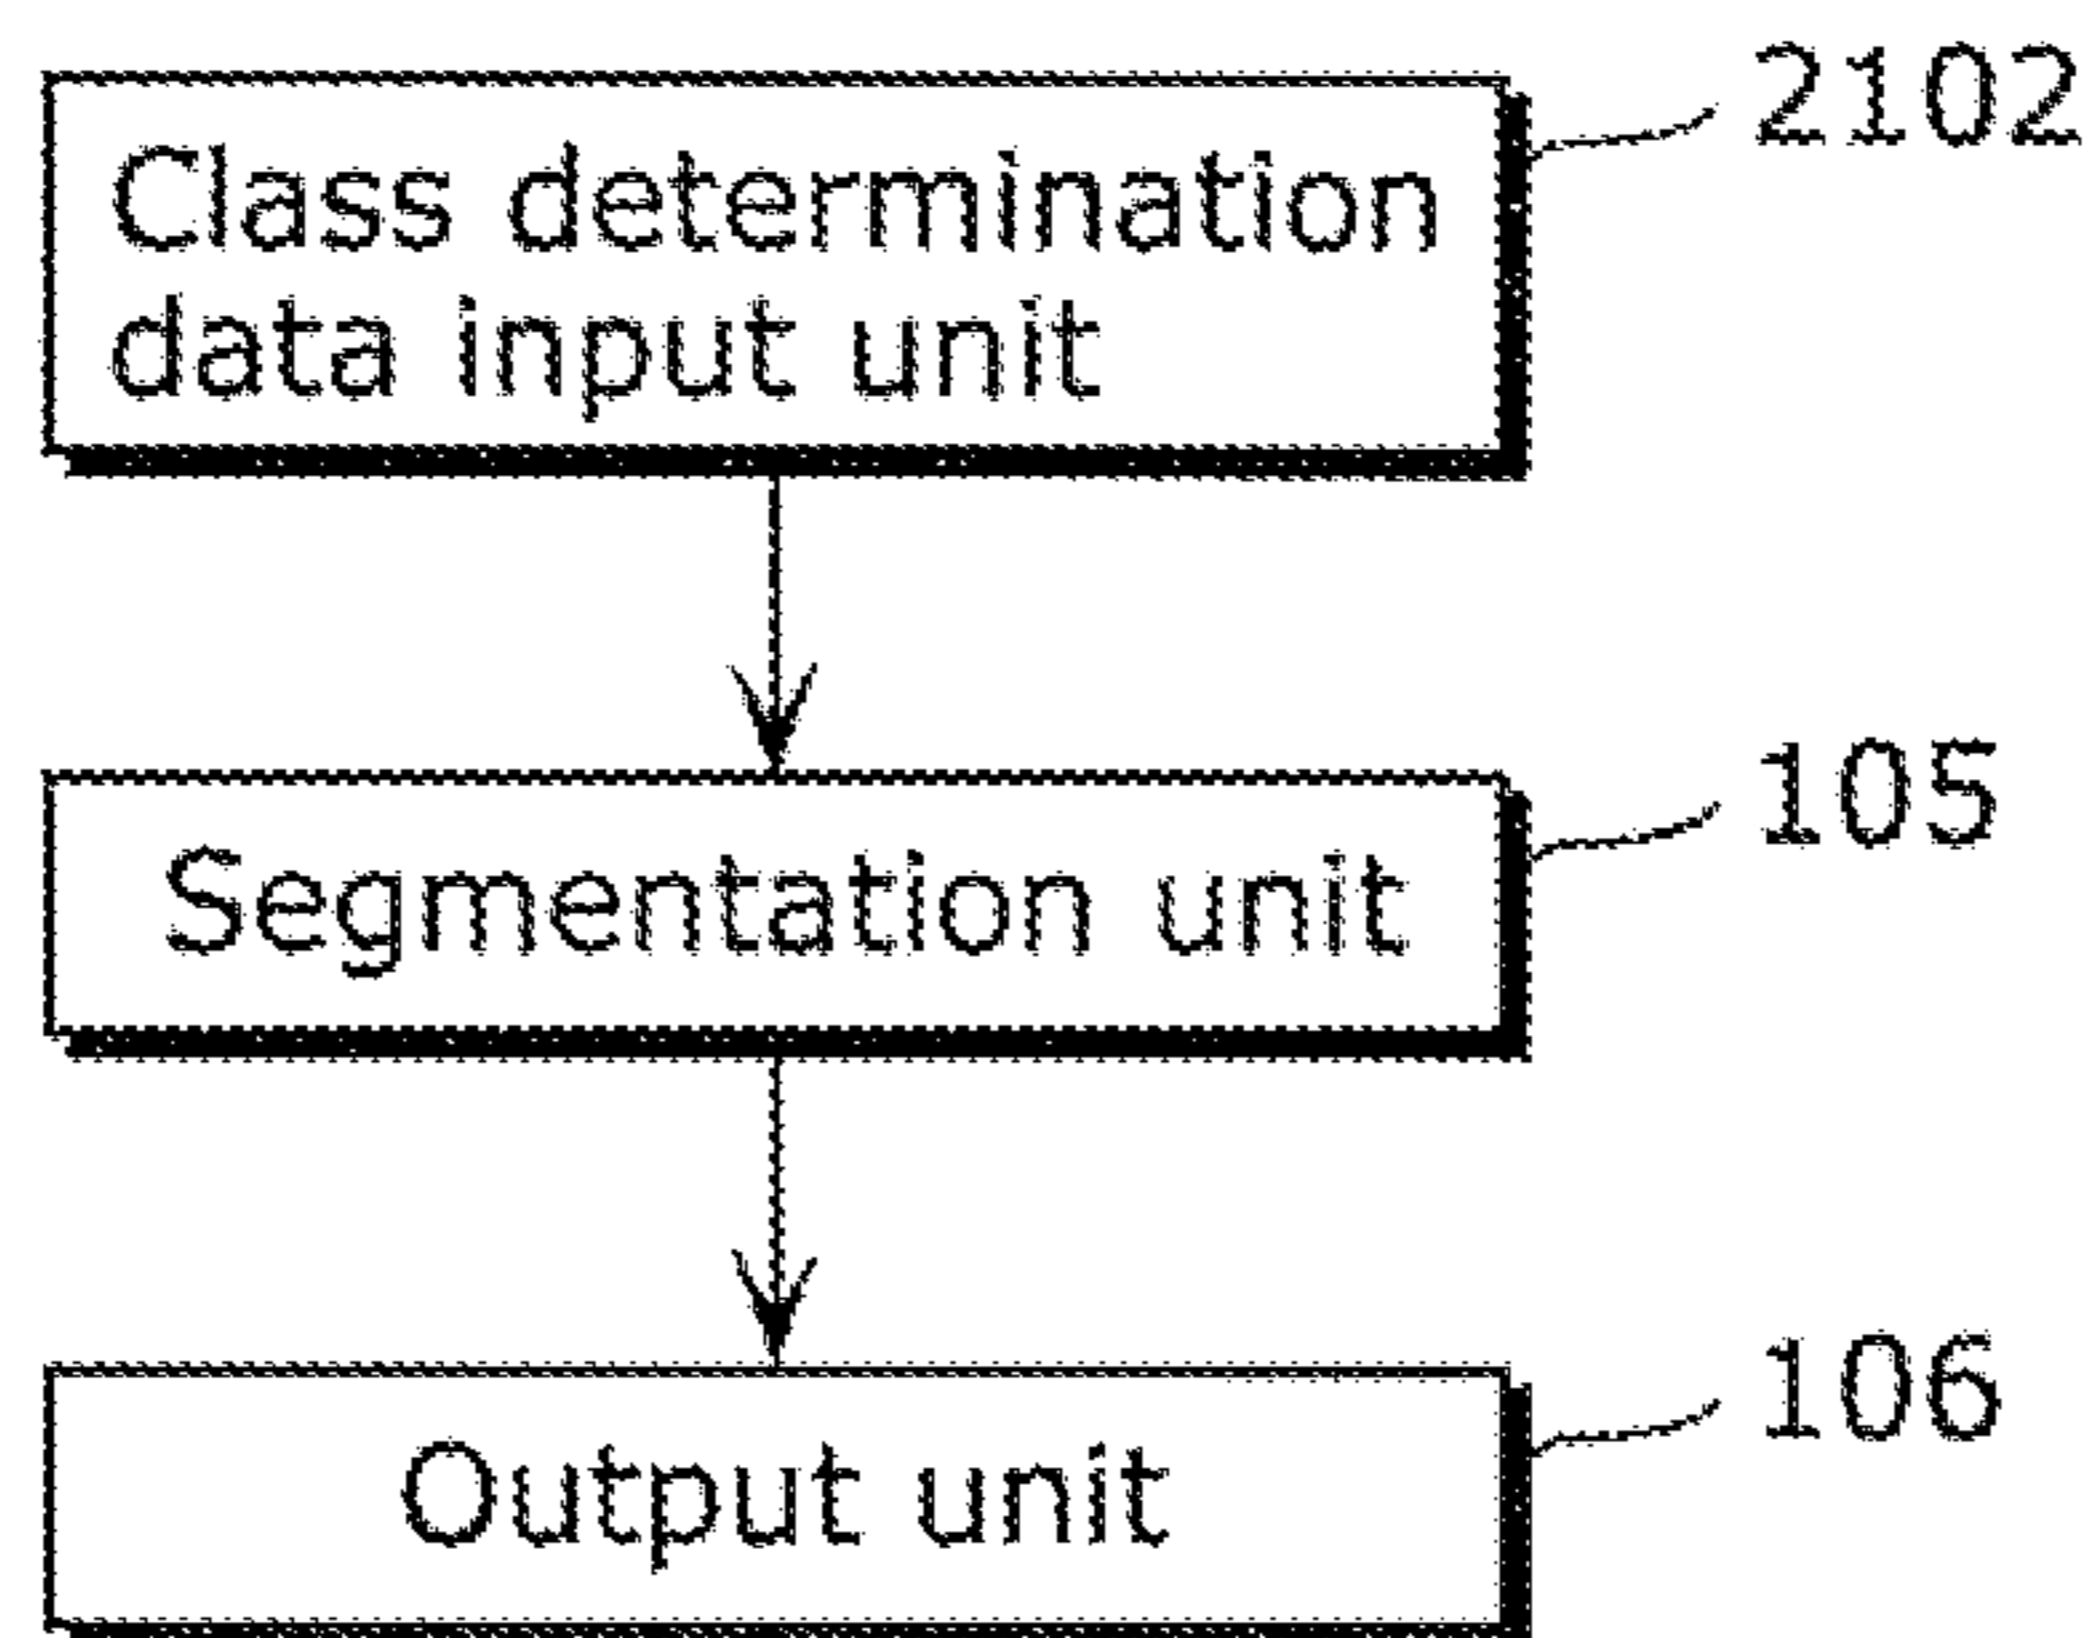 2102
Class determination
data input unit
105
Segmentation unit
106
Output unit